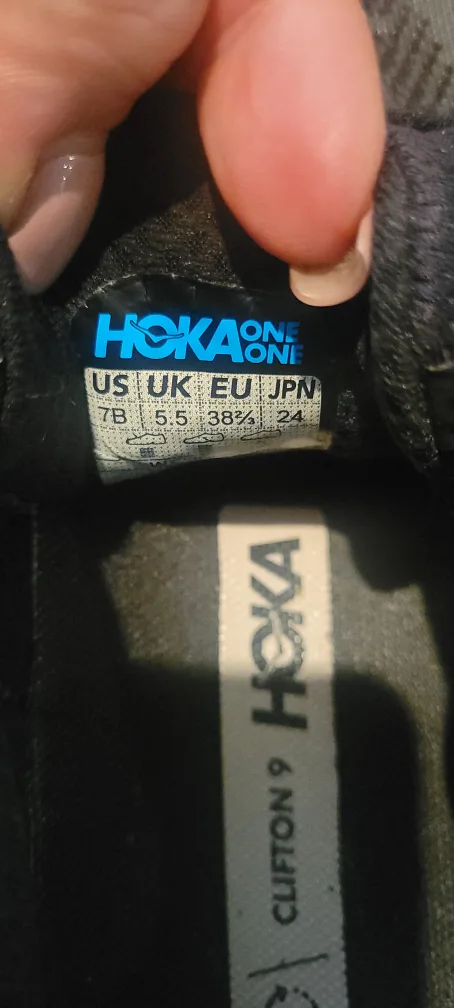 HOKA ONE
ONE
US UK EU JPN
7B 5.5 38⅔ 24
HOKA
CLIFTON 9